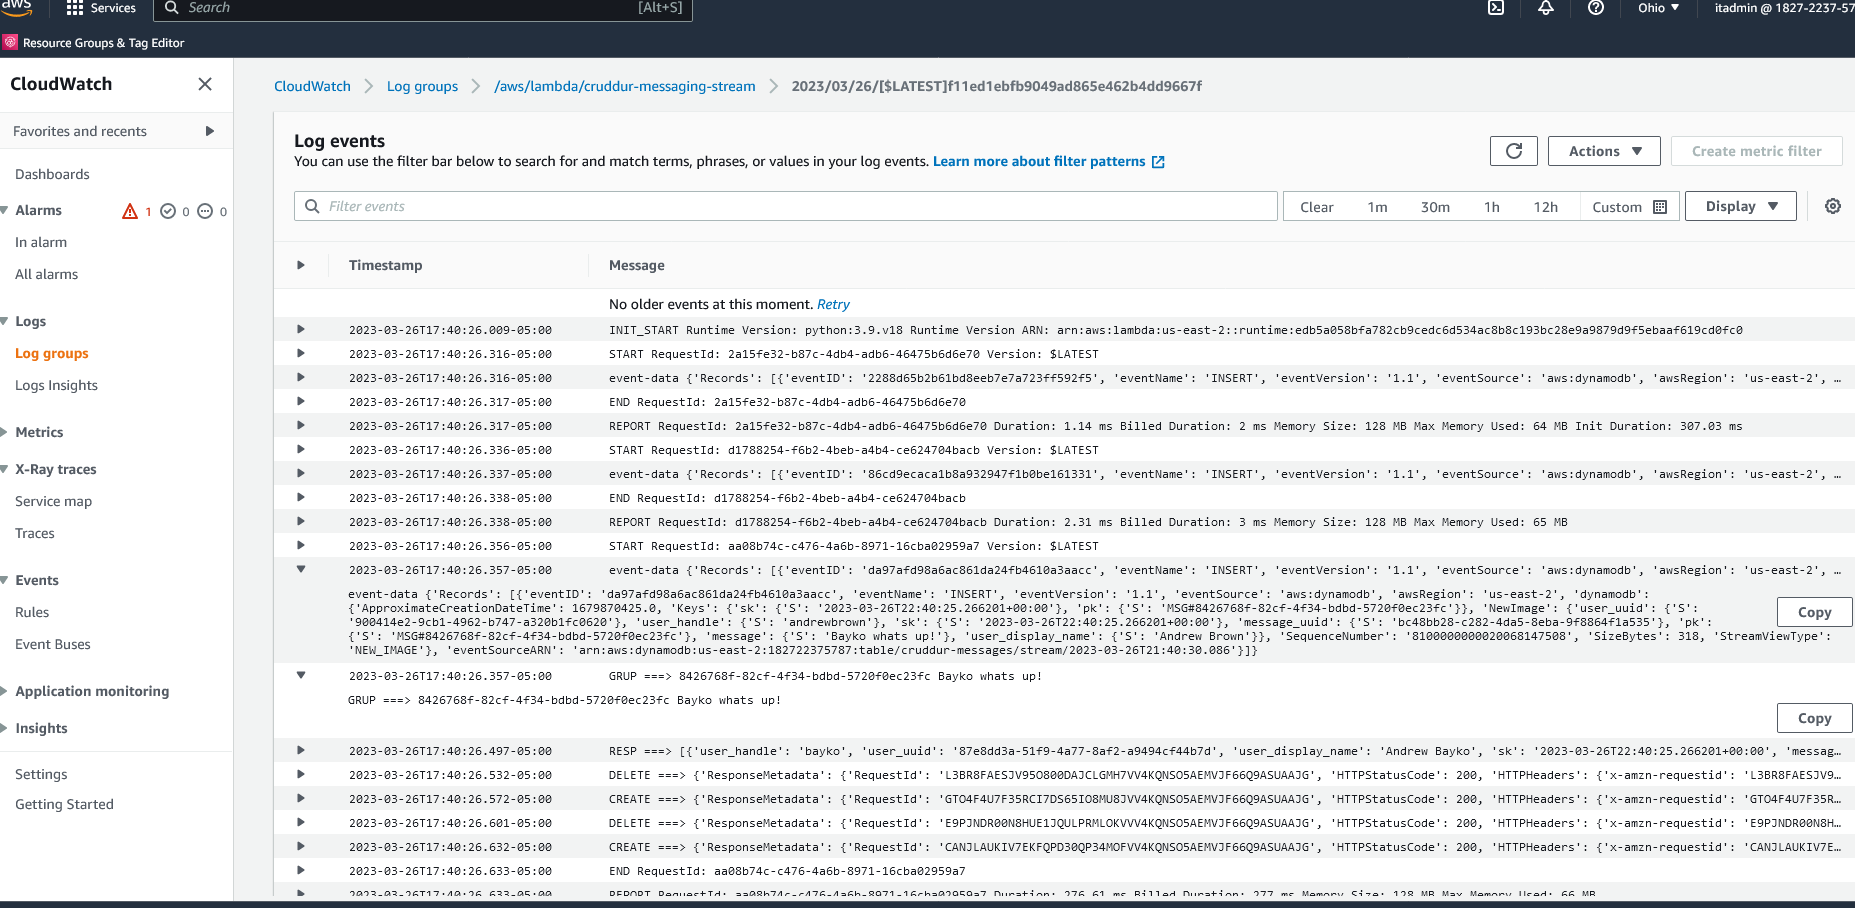 aws
Services
Search
[Alt+S]
Ohio
itadmin @ 1827-2237-57
Resource Groups & Tag Editor
CloudWatch
Favorites and recents
Dashboards
Alarms 1 0 0
In alarm
All alarms
Logs
Log groups
Logs Insights
Metrics
X-Ray traces
Service map
Traces
Events
Rules
Event Buses
Application monitoring
Insights
Settings
Getting Started
CloudWatch > Log groups > /aws/lambda/cruddur-messaging-stream > 2023/03/26/[$LATEST]f11ed1ebfb9049ad865e462b4dd9667f
Log events
You can use the filter bar below to search for and match terms, phrases, or values in your log events. Learn more about filter patterns
Actions
Create metric filter
Filter events
Clear 1m 30m 1h 12h Custom
Display
Timestamp Message
No older events at this moment. Retry
2023-03-26T17:40:26.009-05:00 INIT_START Runtime Version: python:3.9.v18 Runtime Version ARN: arn:aws:lambda:us-east-2::runtime:edb5a058bfa782cb9cedc6d534ac8b8c193bc28e9a9879d9f5ebaaf619cd0fc0
2023-03-26T17:40:26.316-05:00 START RequestId: 2a15fe32-b87c-4db4-adb6-46475b6d6e70 Version: $LATEST
2023-03-26T17:40:26.316-05:00 event-data {'Records': [{'eventID': '2288d65b2b61bd8eeb7e7a723ff592f5', 'eventName': 'INSERT', 'eventVersion': '1.1', 'eventSource': 'aws:dynamodb', 'awsRegion': 'us-east-2', …
2023-03-26T17:40:26.317-05:00 END RequestId: 2a15fe32-b87c-4db4-adb6-46475b6d6e70
2023-03-26T17:40:26.317-05:00 REPORT RequestId: 2a15fe32-b87c-4db4-adb6-46475b6d6e70 Duration: 1.14 ms Billed Duration: 2 ms Memory Size: 128 MB Max Memory Used: 64 MB Init Duration: 307.03 ms
2023-03-26T17:40:26.336-05:00 START RequestId: d1788254-f6b2-4beb-a4b4-ce624704bacb Version: $LATEST
2023-03-26T17:40:26.337-05:00 event-data {'Records': [{'eventID': '86cd9ecaca1b8a932947f1b0be161331', 'eventName': 'INSERT', 'eventVersion': '1.1', 'eventSource': 'aws:dynamodb', 'awsRegion': 'us-east-2', …
2023-03-26T17:40:26.338-05:00 END RequestId: d1788254-f6b2-4beb-a4b4-ce624704bacb
2023-03-26T17:40:26.338-05:00 REPORT RequestId: d1788254-f6b2-4beb-a4b4-ce624704bacb Duration: 2.31 ms Billed Duration: 3 ms Memory Size: 128 MB Max Memory Used: 65 MB
2023-03-26T17:40:26.356-05:00 START RequestId: aa08b74c-c476-4a6b-8971-16cba02959a7 Version: $LATEST
2023-03-26T17:40:26.357-05:00 event-data {'Records': [{'eventID': 'da97afd98a6ac861da24fb4610a3aacc', 'eventName': 'INSERT', 'eventVersion': '1.1', 'eventSource': 'aws:dynamodb', 'awsRegion': 'us-east-2', …
event-data {'Records': [{'eventID': 'da97afd98a6ac861da24fb4610a3aacc', 'eventName': 'INSERT', 'eventVersion': '1.1', 'eventSource': 'aws:dynamodb', 'awsRegion': 'us-east-2', 'dynamodb':
{'ApproximateCreationDateTime': 1679870425.0, 'Keys': {'sk': {'S': '2023-03-26T22:40:25.266201+00:00'}, 'pk': {'S': 'MSG#8426768f-82cf-4f34-bdbd-5720f0ec23fc'}}, 'NewImage': {'user_uuid': {'S':
'900414e2-9cb1-4962-b747-a320b1fc0620'}, 'user_handle': {'S': 'andrewbrown'}, 'sk': {'S': '2023-03-26T22:40:25.266201+00:00'}, 'message_uuid': {'S': 'bc48bb28-c282-4da5-8eba-9f8864f1a535'}, 'pk':
{'S': 'MSG#8426768f-82cf-4f34-bdbd-5720f0ec23fc'}, 'message': {'S': 'Bayko whats up!'}, 'user_display_name': {'S': 'Andrew Brown'}}, 'SequenceNumber': '8100000000020068147508', 'SizeBytes': 318, 'StreamViewType':
'NEW_IMAGE'}, 'eventSourceARN': 'arn:aws:dynamodb:us-east-2:182722375787:table/cruddur-messages/stream/2023-03-26T21:40:30.086'}]}
Copy
2023-03-26T17:40:26.357-05:00 GRUP ===> 8426768f-82cf-4f34-bdbd-5720f0ec23fc Bayko whats up!
GRUP ===> 8426768f-82cf-4f34-bdbd-5720f0ec23fc Bayko whats up!
Copy
2023-03-26T17:40:26.497-05:00 RESP ===> [{'user_handle': 'bayko', 'user_uuid': '87e8dd3a-51f9-4a77-8af2-a9494cf44b7d', 'user_display_name': 'Andrew Bayko', 'sk': '2023-03-26T22:40:25.266201+00:00', 'messag…
2023-03-26T17:40:26.532-05:00 DELETE ===> {'ResponseMetadata': {'RequestId': 'L3BR8FAESJV95O800DAJCLGMH7VV4KQNSO5AEMVJF66Q9ASUAAJG', 'HTTPStatusCode': 200, 'HTTPHeaders': {'x-amzn-requestid': 'L3BR8FAESJV9…
2023-03-26T17:40:26.572-05:00 CREATE ===> {'ResponseMetadata': {'RequestId': 'GTO4F4U7F35RCI7DS65IO8MU8JVV4KQNSO5AEMVJF66Q9ASUAAJG', 'HTTPStatusCode': 200, 'HTTPHeaders': {'x-amzn-requestid': 'GTO4F4U7F35R…
2023-03-26T17:40:26.601-05:00 DELETE ===> {'ResponseMetadata': {'RequestId': 'E9PJNDR00N8HUE1JQULPRMLOKVVV4KQNSO5AEMVJF66Q9ASUAAJG', 'HTTPStatusCode': 200, 'HTTPHeaders': {'x-amzn-requestid': 'E9PJNDR00N8H…
2023-03-26T17:40:26.632-05:00 CREATE ===> {'ResponseMetadata': {'RequestId': 'CANJLAUKIV7EKFQPD30QP34MOFVV4KQNSO5AEMVJF66Q9ASUAAJG', 'HTTPStatusCode': 200, 'HTTPHeaders': {'x-amzn-requestid': 'CANJLAUKIV7E…
2023-03-26T17:40:26.633-05:00 END RequestId: aa08b74c-c476-4a6b-8971-16cba02959a7
2023-03-26T17:40:26.633-05:00 REPORT RequestId: aa08b74c-c476-4a6b-8971-16cba02959a7 Duration: 276.61 ms Billed Duration: 277 ms Memory Size: 128 MB Max Memory Used: 66 MB